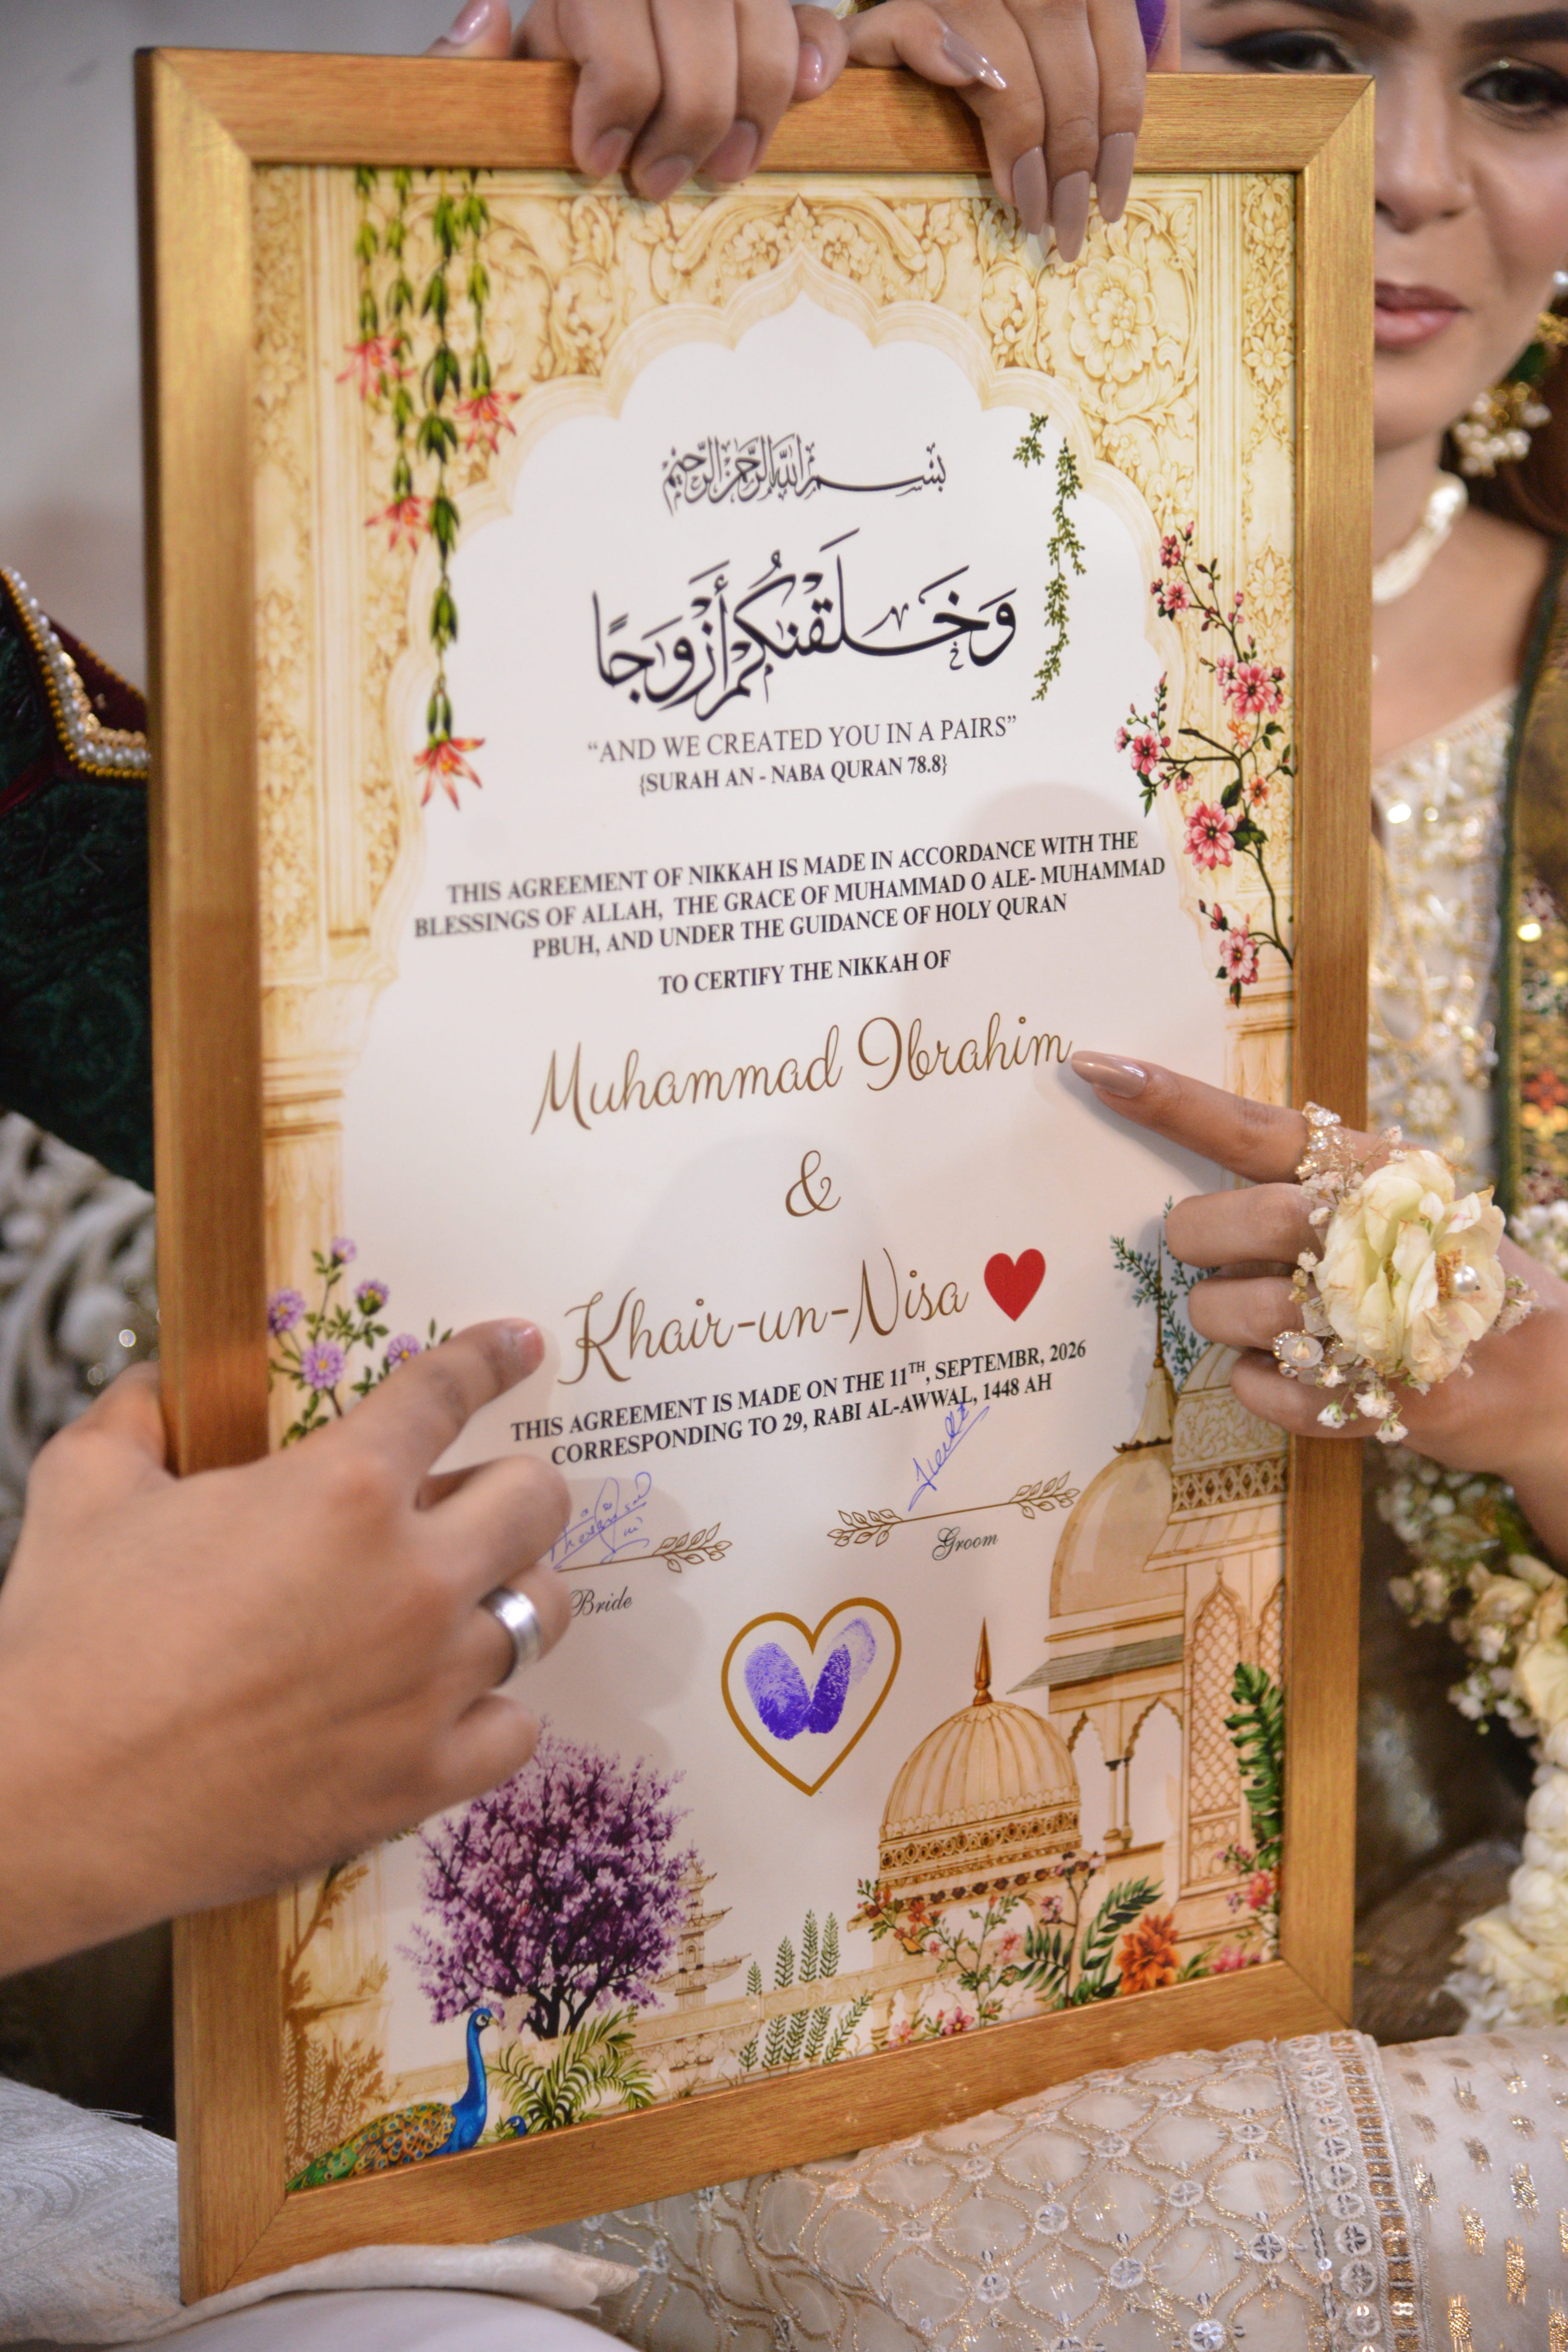 بسم الله الرحمن الرحيم
وَخَلَقْنَٰكُمْ أَزْوَٰجًا
“AND WE CREATED YOU IN A PAIRS”
{SURAH AN - NABA QURAN 78.8}
THIS AGREEMENT OF NIKKAH IS MADE IN ACCORDANCE WITH THE
BLESSINGS OF ALLAH, THE GRACE OF MUHAMMAD O ALE- MUHAMMAD
PBUH, AND UNDER THE GUIDANCE OF HOLY QURAN
TO CERTIFY THE NIKKAH OF
Muhammad Ibrahim
&
Khair-un-Nisa
THIS AGREEMENT IS MADE ON THE 11TH, SEPTEMBR, 2026
CORRESPONDING TO 29, RABI AL-AWWAL, 1448 AH
Groom
Bride